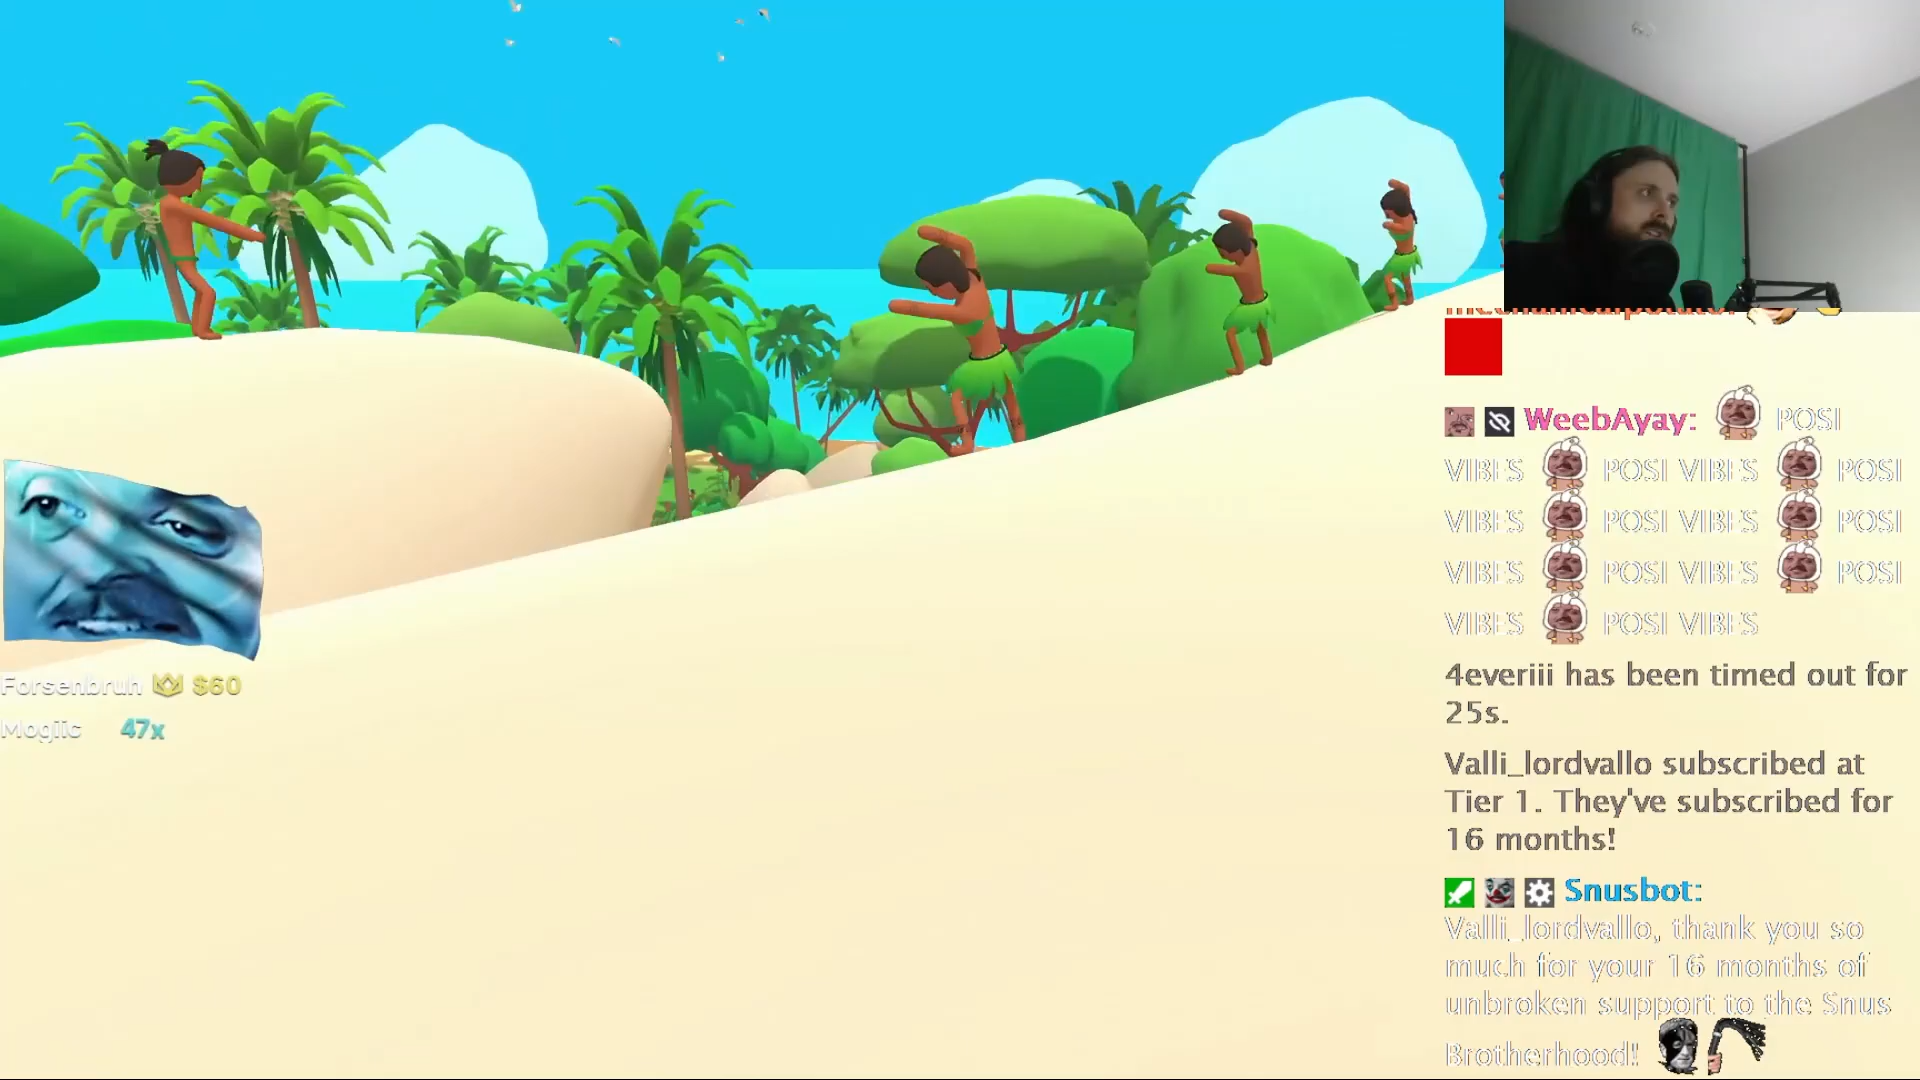 WeebAyay: POSI
VIBES POSI VIBES POSI
VIBES POSI VIBES POSI
VIBES POSI VIBES POSI
VIBES POSI VIBES
4everiii has been timed out for
25s.
Valli_lordvallo subscribed at
Tier 1. They've subscribed for
16 months!
Snusbot:
Valli_lordvallo, thank you so
much for your 16 months of
unbroken support to the Snus
Brotherhood!
Forsenbruh $60
Mogiic 47x